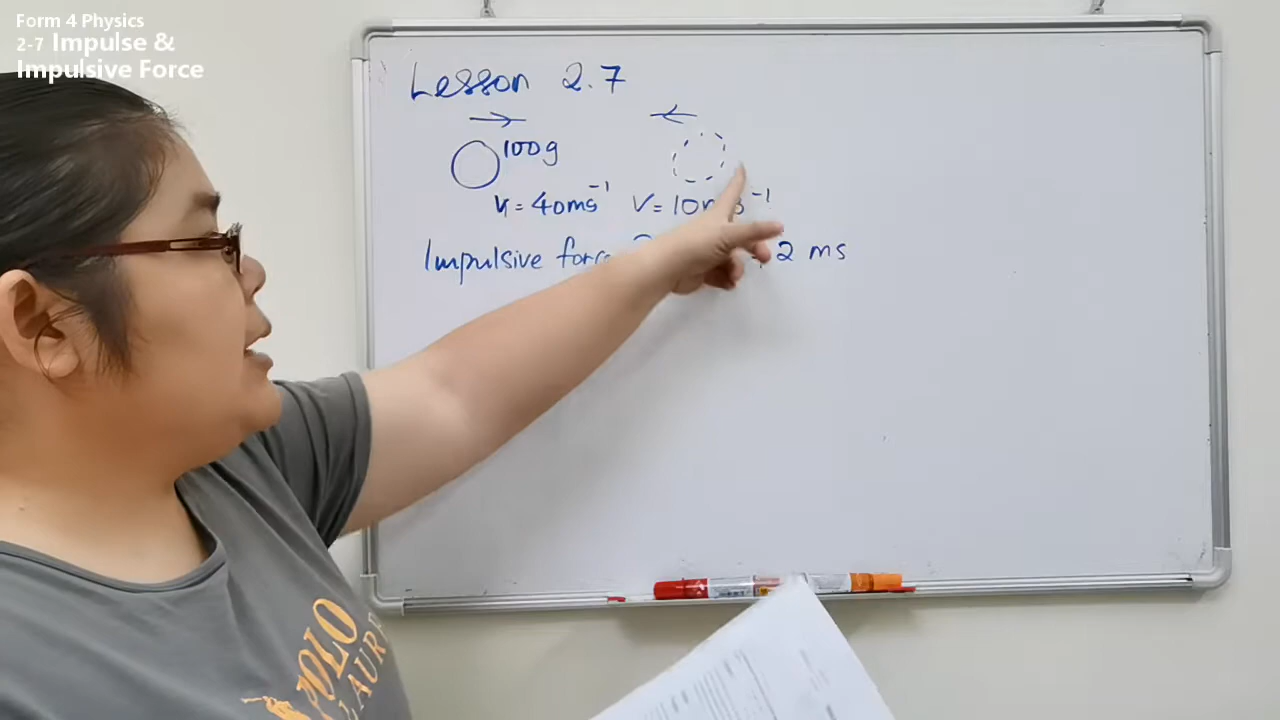 Form 4 Physics
2-7 Impulse &
Impulsive Force
Lesson 2.7
100g
u = 40ms⁻¹ V = 10ms⁻¹
Impulsive force 2 ms
POLO